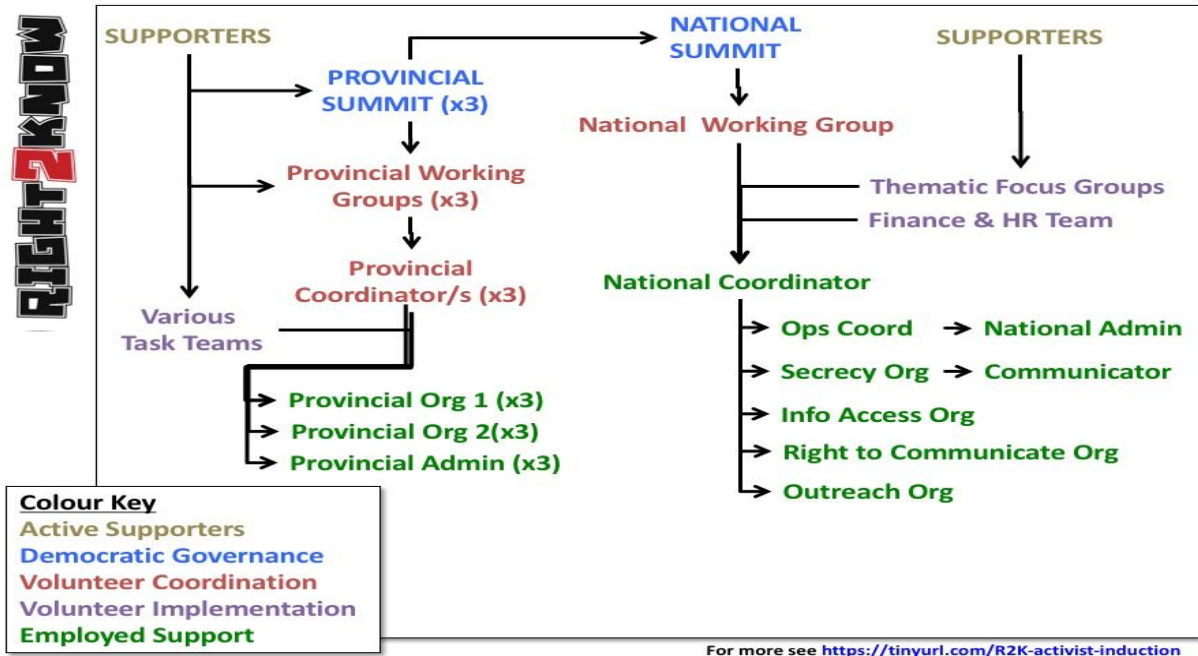 RIGHT2KNOW
SUPPORTERS
NATIONAL
SUMMIT
SUPPORTERS
PROVINCIAL
SUMMIT (x3)
National  Working Group
Provincial Working
Groups (x3)
Thematic Focus Groups
Finance & HR Team
Provincial
Coordinator/s (x3)
National Coordinator
Various
Task Teams
Ops Coord
National Admin
Secrecy Org
Communicator
Info Access Org
Right to Communicate Org
Outreach Org
Provincial Org 1 (x3)
Provincial Org 2(x3)
Provincial Admin (x3)
Colour Key
Active Supporters
Democratic Governance
Volunteer Coordination
Volunteer Implementation
Employed Support
For more see https://tinyurl.com/R2K-activist-induction